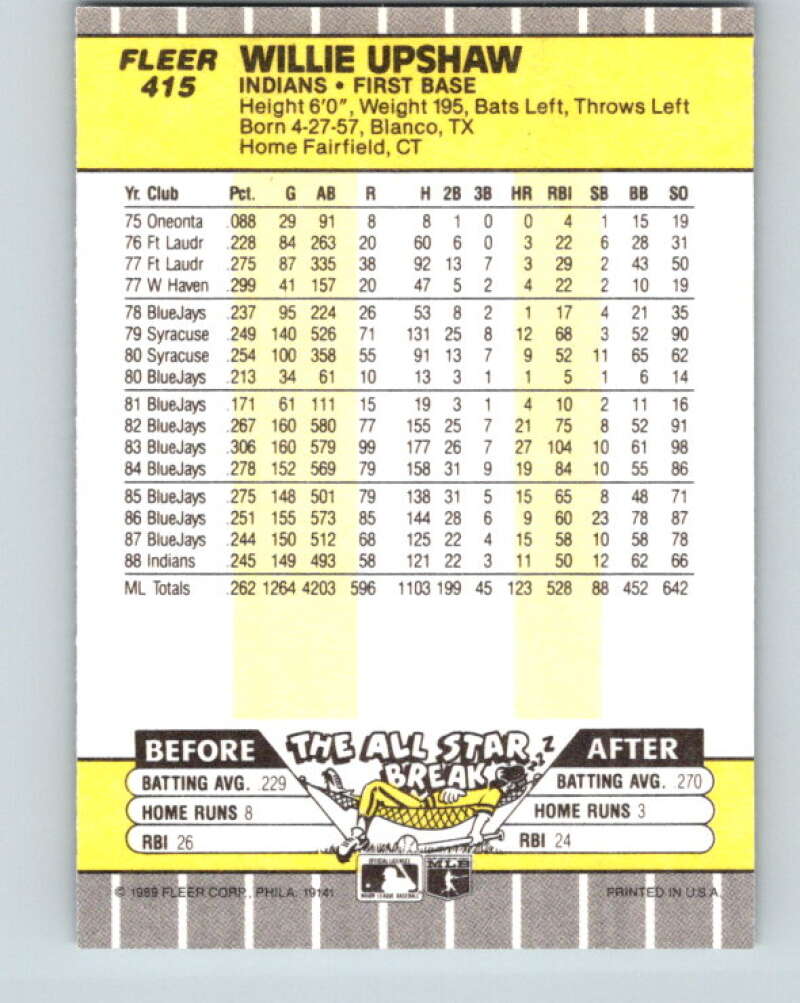 FLEER
415
WILLIE UPSHAW
INDIANS • FIRST BASE
Height 6'0", Weight 195, Bats Left, Throws Left
Born 4-27-57, Blanco, TX
Home Fairfield, CT
Yr. Club Pct. G AB R H 2B 3B HR RBI SB BB SO
75 Oneonta .088 29 91 8 8 1 0 0 4 1 15 19
76 Ft Laudr .228 84 263 20 60 6 0 3 22 6 28 31
77 Ft Laudr .275 87 335 38 92 13 7 3 29 2 43 50
77 W Haven .299 41 157 20 47 5 2 4 22 2 10 19
78 BlueJays .237 95 224 26 53 8 2 1 17 4 21 35
79 Syracuse .249 140 526 71 131 25 8 12 68 3 52 90
80 Syracuse .254 100 358 55 91 13 7 9 52 11 65 62
80 BlueJays .213 34 61 10 13 3 1 1 5 1 6 14
81 BlueJays .171 61 111 15 19 3 1 4 10 2 11 16
82 BlueJays .267 160 580 77 155 25 7 21 75 8 52 91
83 BlueJays .306 160 579 99 177 26 7 27 104 10 61 98
84 BlueJays .278 152 569 79 158 31 9 19 84 10 55 86
85 BlueJays .275 148 501 79 138 31 5 15 65 8 48 71
86 BlueJays .251 155 573 85 144 28 6 9 60 23 78 87
87 BlueJays .244 150 512 68 125 22 4 15 58 10 58 78
88 Indians .245 149 493 58 121 22 3 11 50 12 62 66
ML Totals .262 1264 4203 596 1103 199 45 123 528 88 452 642
BEFORE THE ALL STAR BREAK AFTER
BATTING AVG. .229
HOME RUNS 8
RBI 26
BATTING AVG. .270
HOME RUNS 3
RBI 24
OFFICIAL LICENSEE
MAJOR LEAGUE BASEBALL
MLB
© 1989 FLEER CORP., PHILA. 19141
PRINTED IN U.S.A.